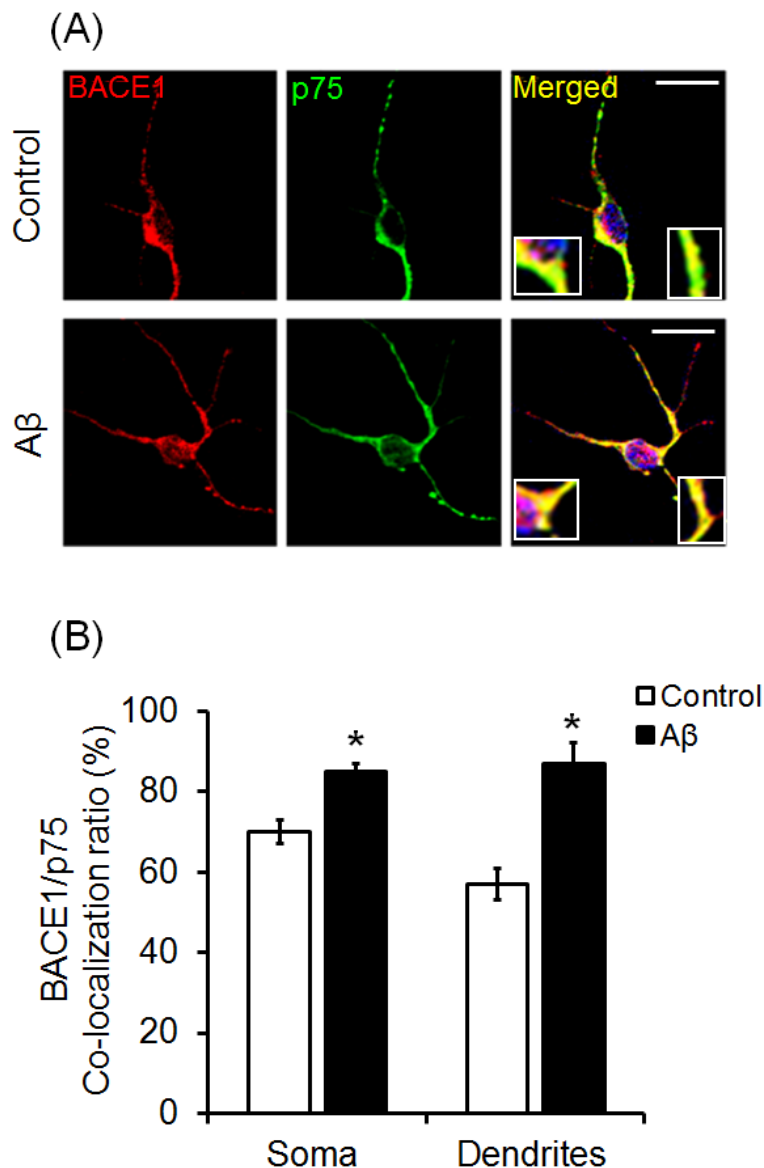 (A)
BACE1 p75 Merged
Control
Aβ
(B)
Control
Aβ
BACE1/p75
Co-localization ratio (%)
100
80
60
40
20
0
*
*
Soma Dendrites